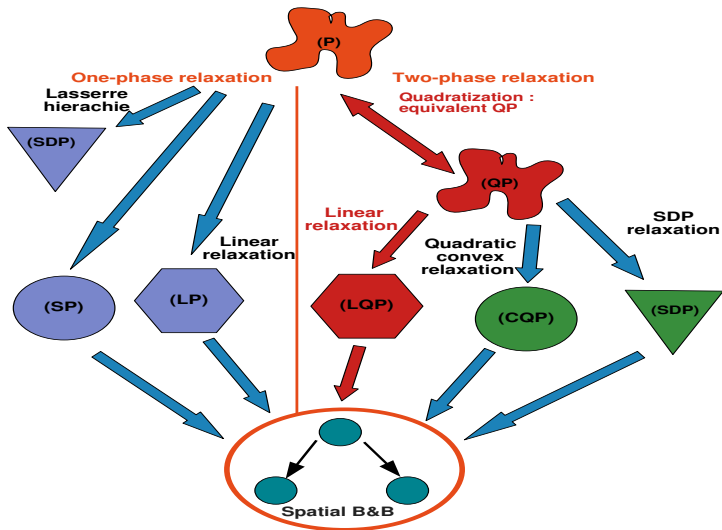 (P)
One-phase relaxation
Two-phase relaxation
Lasserre
hierachie
Quadratization :
equivalent QP
(SDP)
(QP)
Linear
relaxation
Linear
relaxation
Quadratic
convex
relaxation
SDP
relaxation
(SP)
(LP)
(LQP)
(CQP)
(SDP)
Spatial B&B